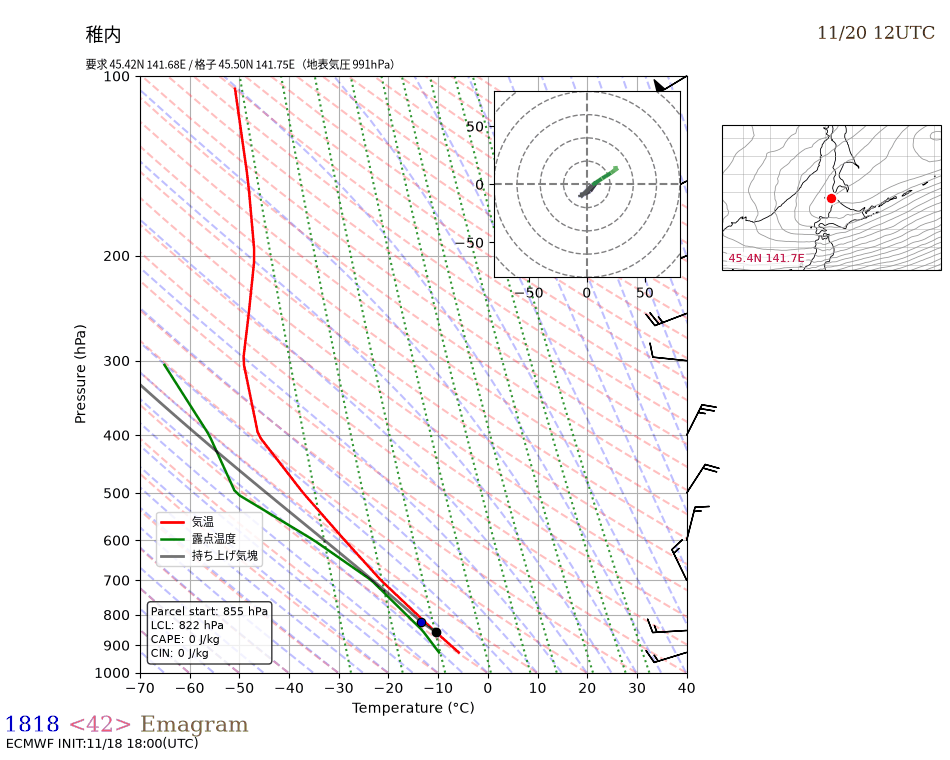 稚内
11/20 12UTC
要求 45.42N 141.68E / 格子 45.50N 141.75E（地表気圧 991hPa）
100
200
300
400
500
600
700
800
900
1000
Pressure (hPa)
50
0
−50
−50 0 50
45.4N 141.7E
気温
露点温度
持ち上げ気塊
Parcel start: 855 hPa
LCL: 822 hPa
CAPE: 0 J/kg
CIN: 0 J/kg
−70 −60 −50 −40 −30 −20 −10 0 10 20 30 40
Temperature (°C)
1818 <42> Emagram
ECMWF INIT:11/18 18:00(UTC)